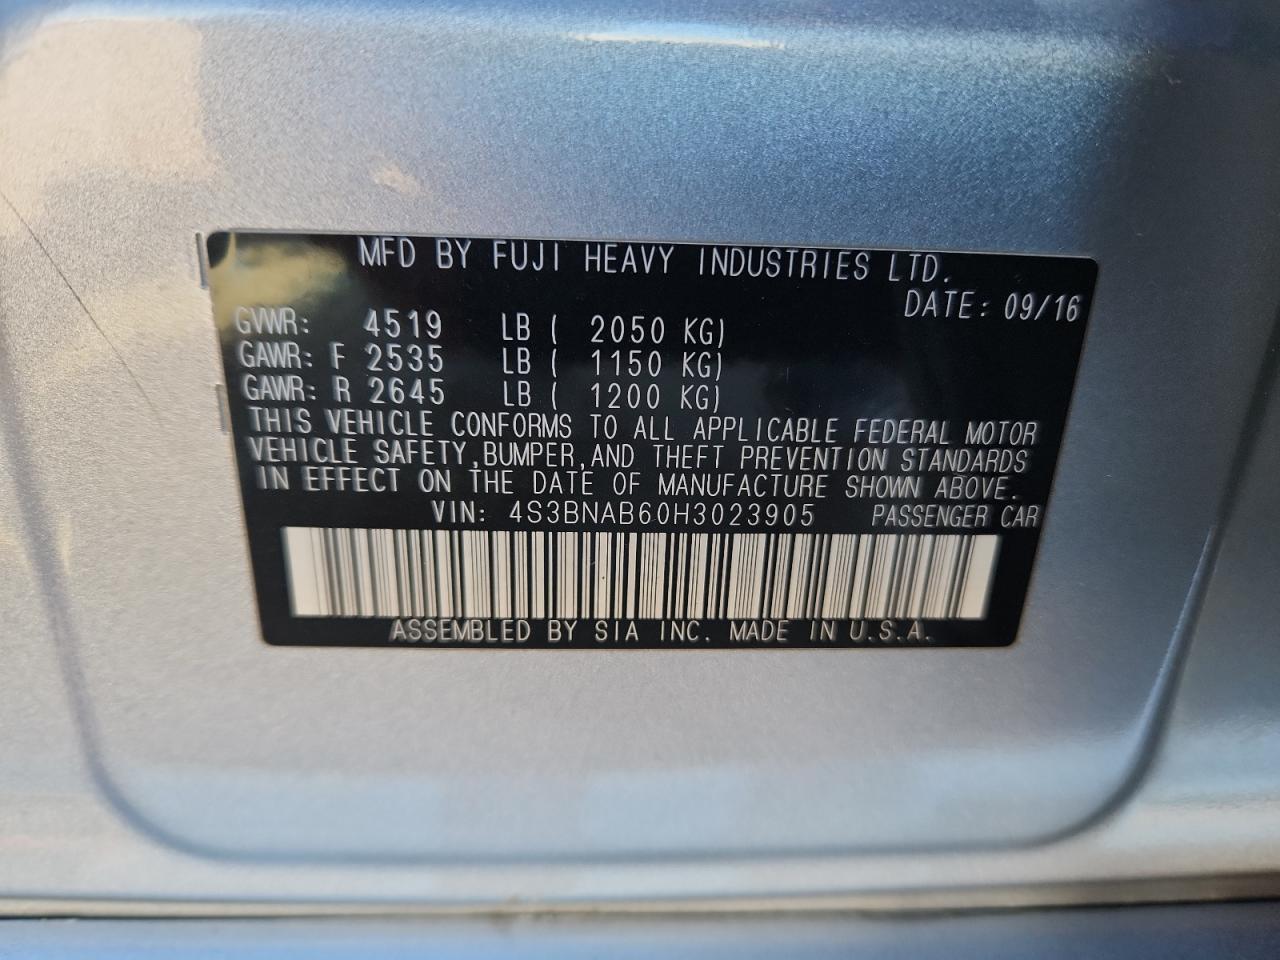 MFD BY FUJI HEAVY INDUSTRIES LTD.
DATE: 09/16
GVWR: 4519 LB ( 2050 KG)
GAWR: F 2535 LB ( 1150 KG)
GAWR: R 2645 LB ( 1200 KG)
THIS VEHICLE CONFORMS TO ALL APPLICABLE FEDERAL MOTOR
VEHICLE SAFETY,BUMPER,AND THEFT PREVENTION STANDARDS
IN EFFECT ON THE DATE OF MANUFACTURE SHOWN ABOVE.
VIN: 4S3BNAB60H3023905 PASSENGER CAR
ASSEMBLED BY SIA INC. MADE IN U.S.A.